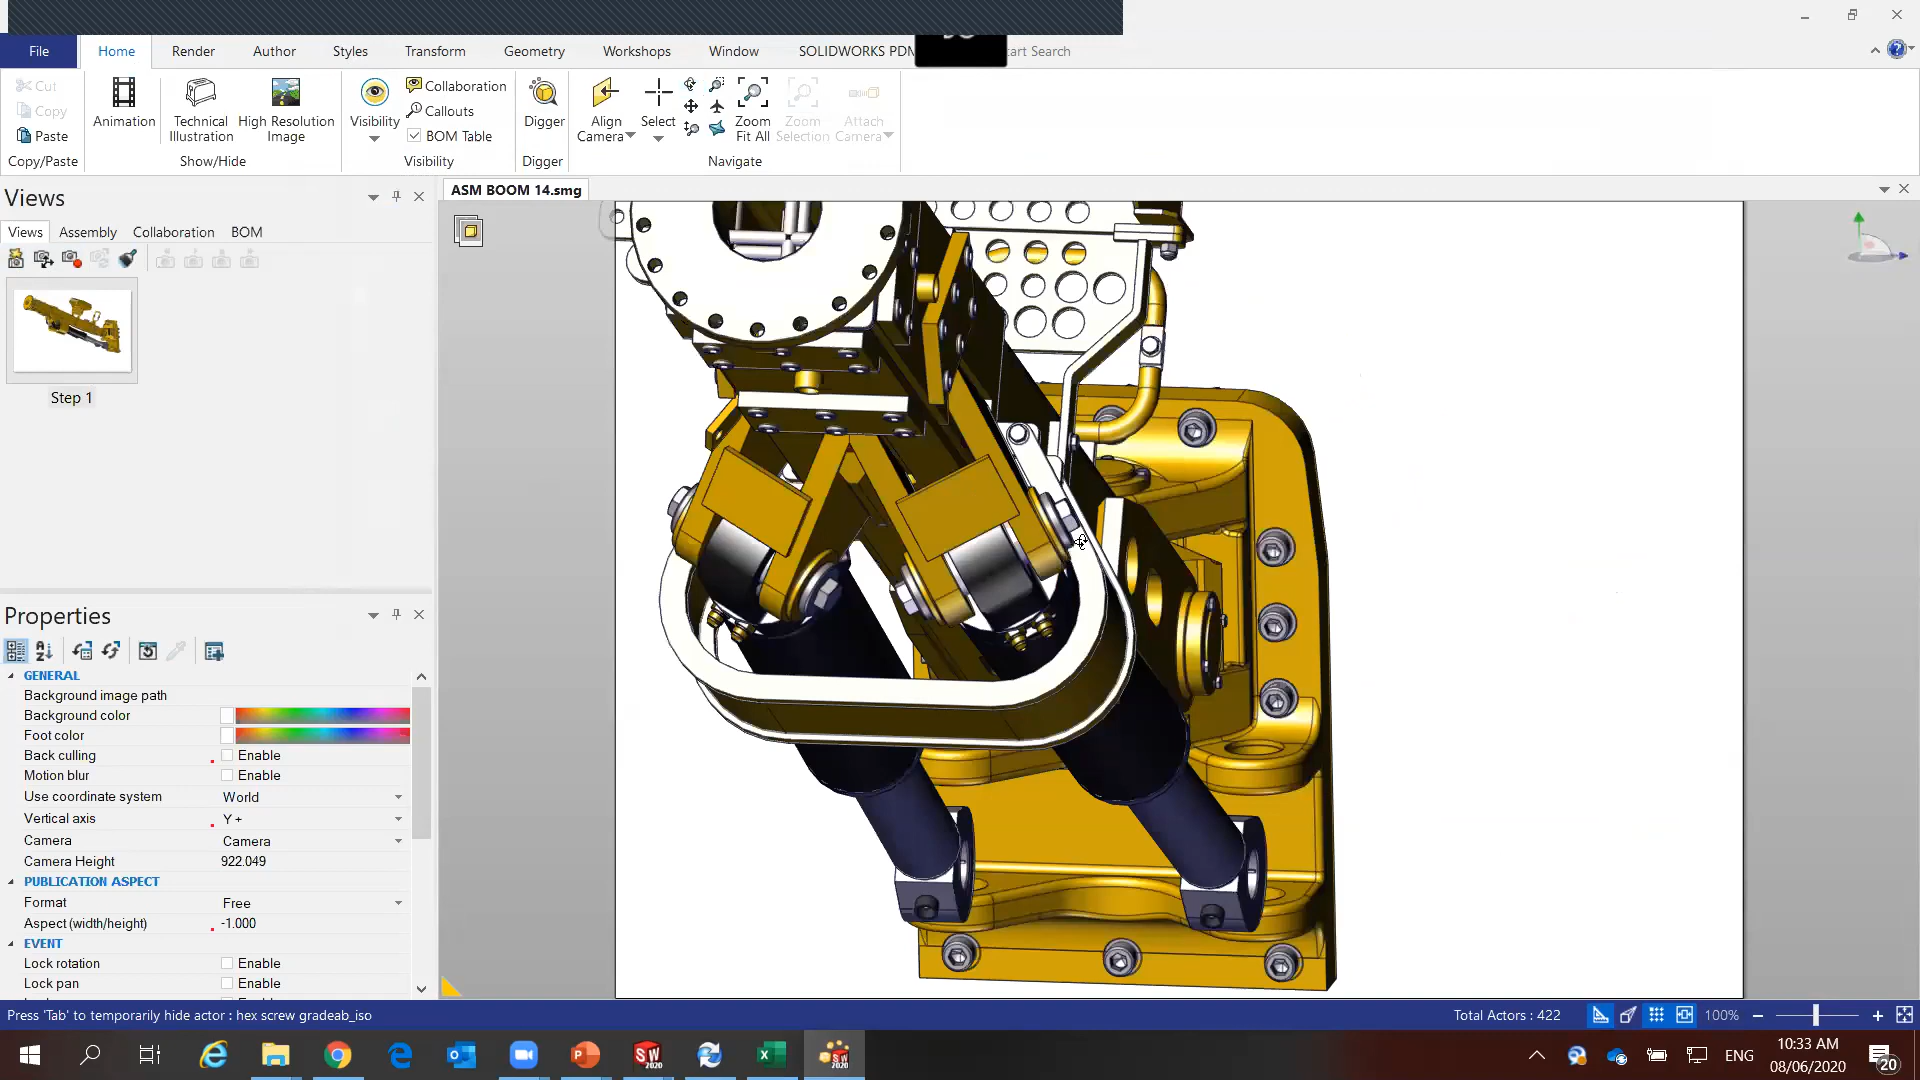 File Home Render Author Styles Transform Geometry Workshops Window SOLIDWORKS PDM art Search
Cut
Copy
Paste
Copy/Paste
Animation
Technical Illustration
High Resolution Image
Show/Hide
Visibility
Collaboration
Callouts
BOM Table
Visibility
Digger
Digger
Align Camera
Select
Zoom Fit All
Zoom Selection
Attach Camera
Navigate
Views
Views Assembly Collaboration BOM
Step 1
ASM BOOM 14.smg
Properties
GENERAL
Background image path
Background color
Foot color
Back culling Enable
Motion blur Enable
Use coordinate system World
Vertical axis Y +
Camera Camera
Camera Height 922.049
PUBLICATION ASPECT
Format Free
Aspect (width/height) -1.000
EVENT
Lock rotation Enable
Lock pan Enable
Press 'Tab' to temporarily hide actor : hex screw gradeab_iso
Total Actors : 422
100%
SW 2020
SW 2020
ENG
10:33 AM
08/06/2020
20